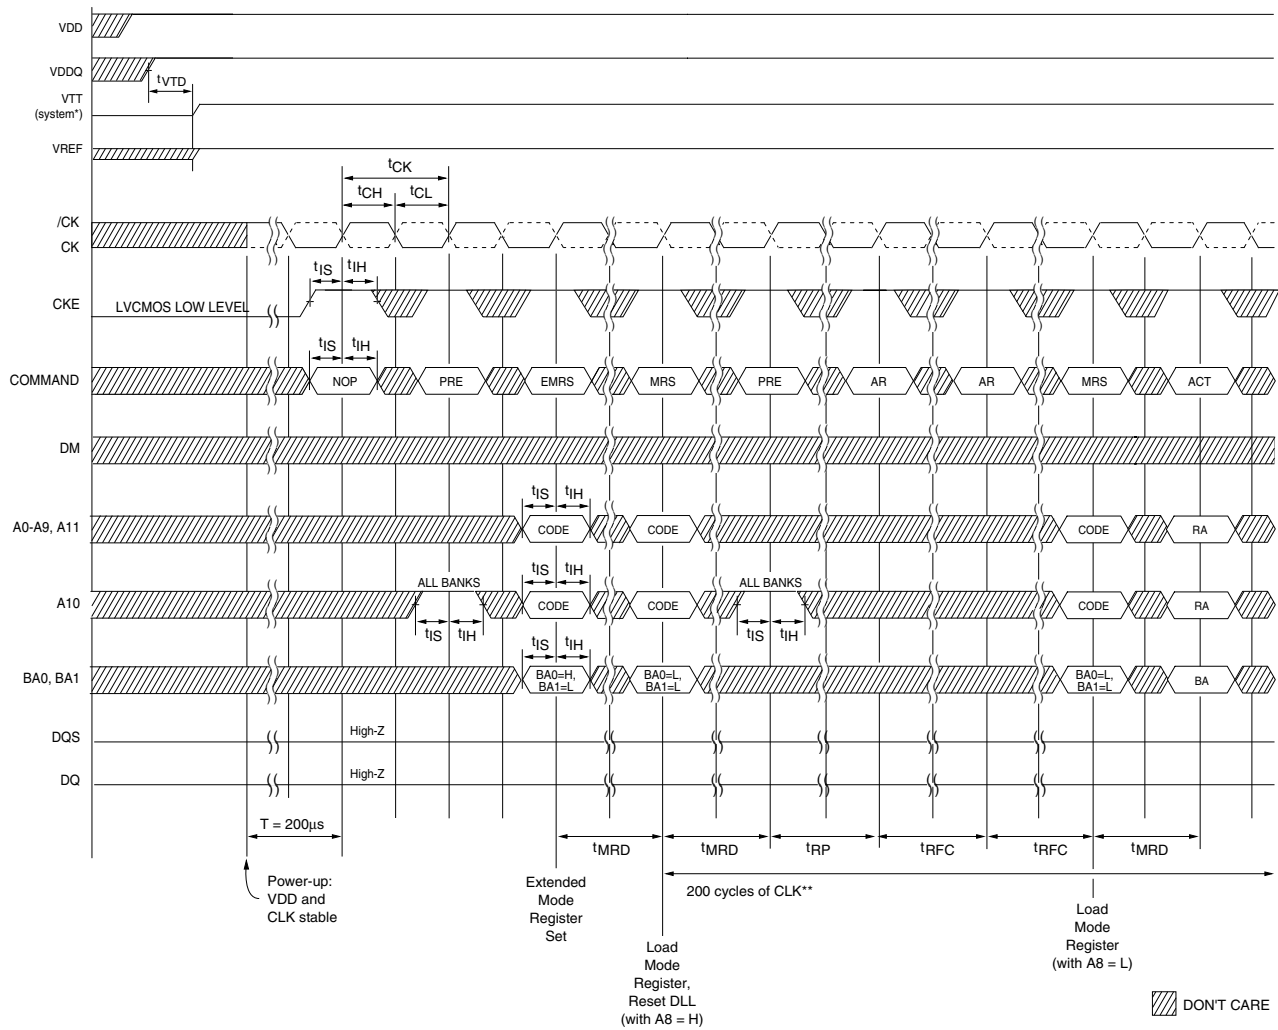 VDD
VDDQ
tVTD
VTT
(system*)
VREF
tCK
tCH tCL
/CK
CK
tIS tIH
CKE
LVCMOS LOW LEVEL
tIS tIH
COMMAND NOP PRE EMRS MRS PRE AR AR MRS ACT
DM
tIS tIH
A0-A9, A11 CODE CODE CODE RA
tIS tIH
ALL BANKS ALL BANKS
A10 CODE CODE CODE RA
tIS tIH tIS tIH
tIS tIH
BA0, BA1 BA0=H, BA0=L, BA0=L, BA
BA1=L BA1=L BA1=L
DQS High-Z
DQ High-Z
T = 200μs
tMRD tMRD tRP tRFC tRFC tMRD
Power-up:
VDD and
CLK stable
Extended
Mode
Register
Set
200 cycles of CLK**
Load
Mode
Register,
Reset DLL
(with A8 = H)
Load
Mode
Register
(with A8 = L)
DON'T CARE